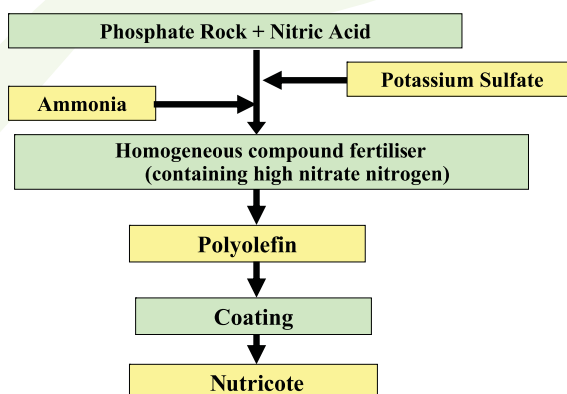 Phosphate Rock + Nitric Acid
Potassium Sulfate
Ammonia
Homogeneous compound fertiliser
(containing high nitrate nitrogen)
Polyolefin
Coating
Nutricote